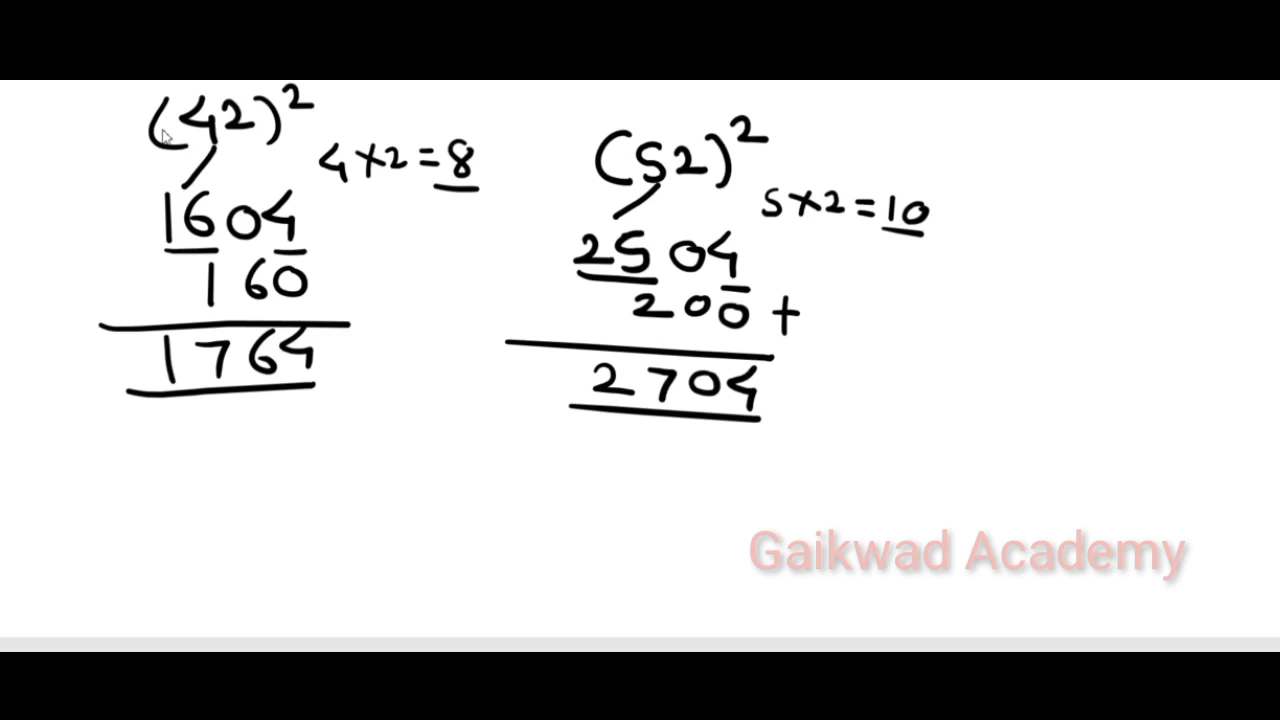 (42)²
4 × 2 = 8
1604
160
1764
(52)²
5 × 2 = 10
2504
200 +
2704
Gaikwad Academy